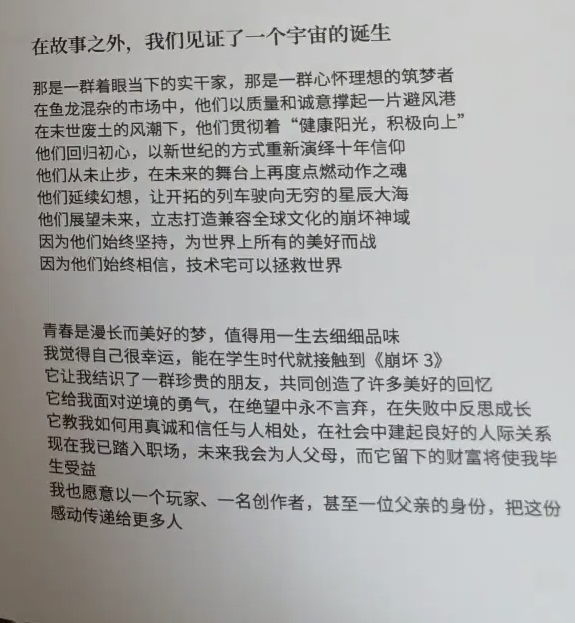 在故事之外，我们见证了一个宇宙的诞生
那是一群着眼当下的实干家，那是一群心怀理想的筑梦者
在鱼龙混杂的市场中，他们以质量和诚意撑起一片避风港
在末世废土的风潮下，他们贯彻着“健康阳光，积极向上”
他们回归初心，以新世纪的方式重新演绎十年信仰
他们从未止步，在未来的舞台上再度点燃动作之魂
他们延续幻想，让开拓的列车驶向无穷的星辰大海
他们展望未来，立志打造兼容全球文化的崩坏神域
因为他们始终坚持，为世界上所有的美好而战
因为他们始终相信，技术宅可以拯救世界
青春是漫长而美好的梦，值得用一生去细细品味
我觉得自己很幸运，能在学生时代就接触到《崩坏 3》
它让我结识了一群珍贵的朋友，共同创造了许多美好的回忆
它给我面对逆境的勇气，在绝望中永不言弃，在失败中反思成长
它教我如何用真诚和信任与人相处，在社会中建起良好的人际关系
现在我已踏入职场，未来我会为人父母，而它留下的财富将使我毕
生受益
我也愿意以一个玩家、一名创作者，甚至一位父亲的身份，把这份
感动传递给更多人